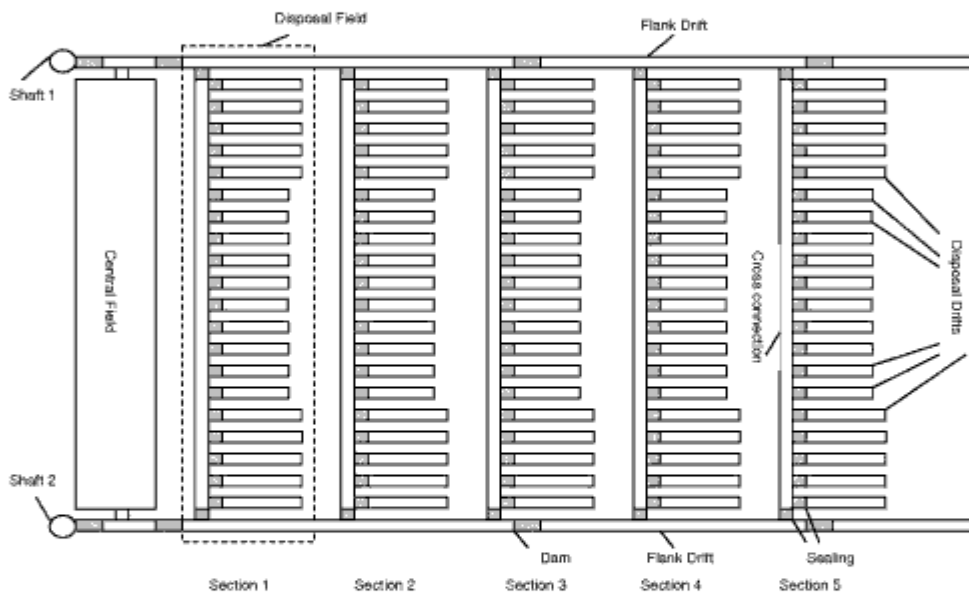 Disposal Field
Flank Drift
Shaft 1
Central Field
Cross connection
Disposal Drifts
Shaft 2
Dam
Flank Drift
Sealing
Section 1
Section 2
Section 3
Section 4
Section 5